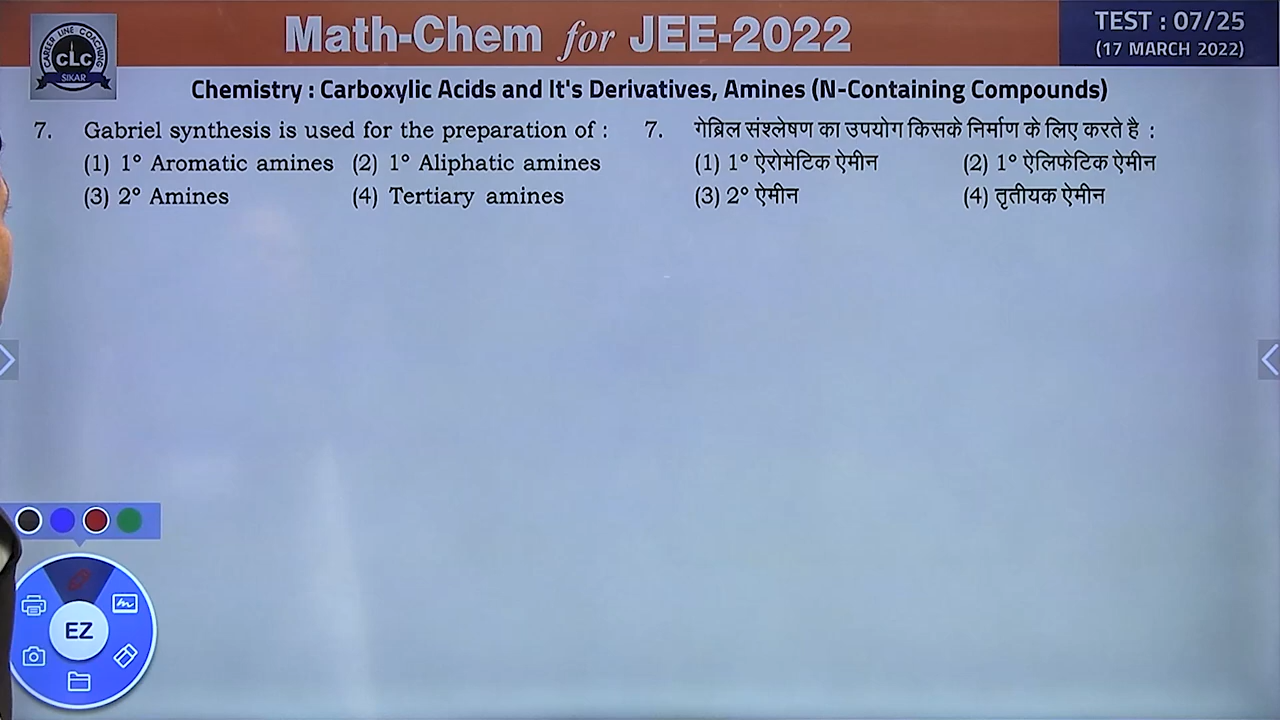 Math-Chem for JEE-2022
TEST : 07/25
(17 MARCH 2022)
CAREER LINE COACHING
CLC
SIKAR
Chemistry : Carboxylic Acids and It's Derivatives, Amines (N-Containing Compounds)
7. Gabriel synthesis is used for the preparation of :
(1) 1° Aromatic amines (2) 1° Aliphatic amines
(3) 2° Amines (4) Tertiary amines
7. गेब्रिल संश्लेषण का उपयोग किसके निर्माण के लिए करते है :
(1) 1° ऐरोमेटिक ऐमीन (2) 1° ऐलिफेटिक ऐमीन
(3) 2° ऐमीन (4) तृतीयक ऐमीन
EZ